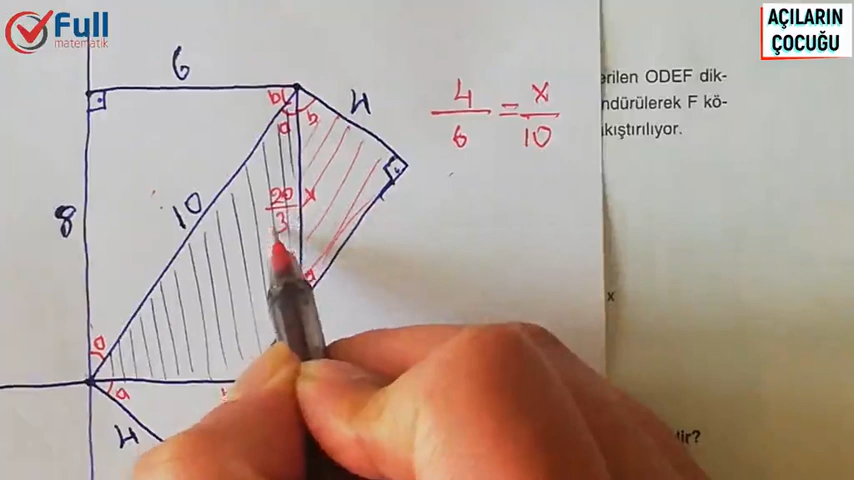 Full
matematik
AÇILARIN
ÇOCUĞU
6
b
a
b
4
4/6 = x/10
erilen ODEF dik-
ndürülerek F kö-
ıkıştırılıyor.
8
10
20/3 x
a
a
a
4
x
dir?